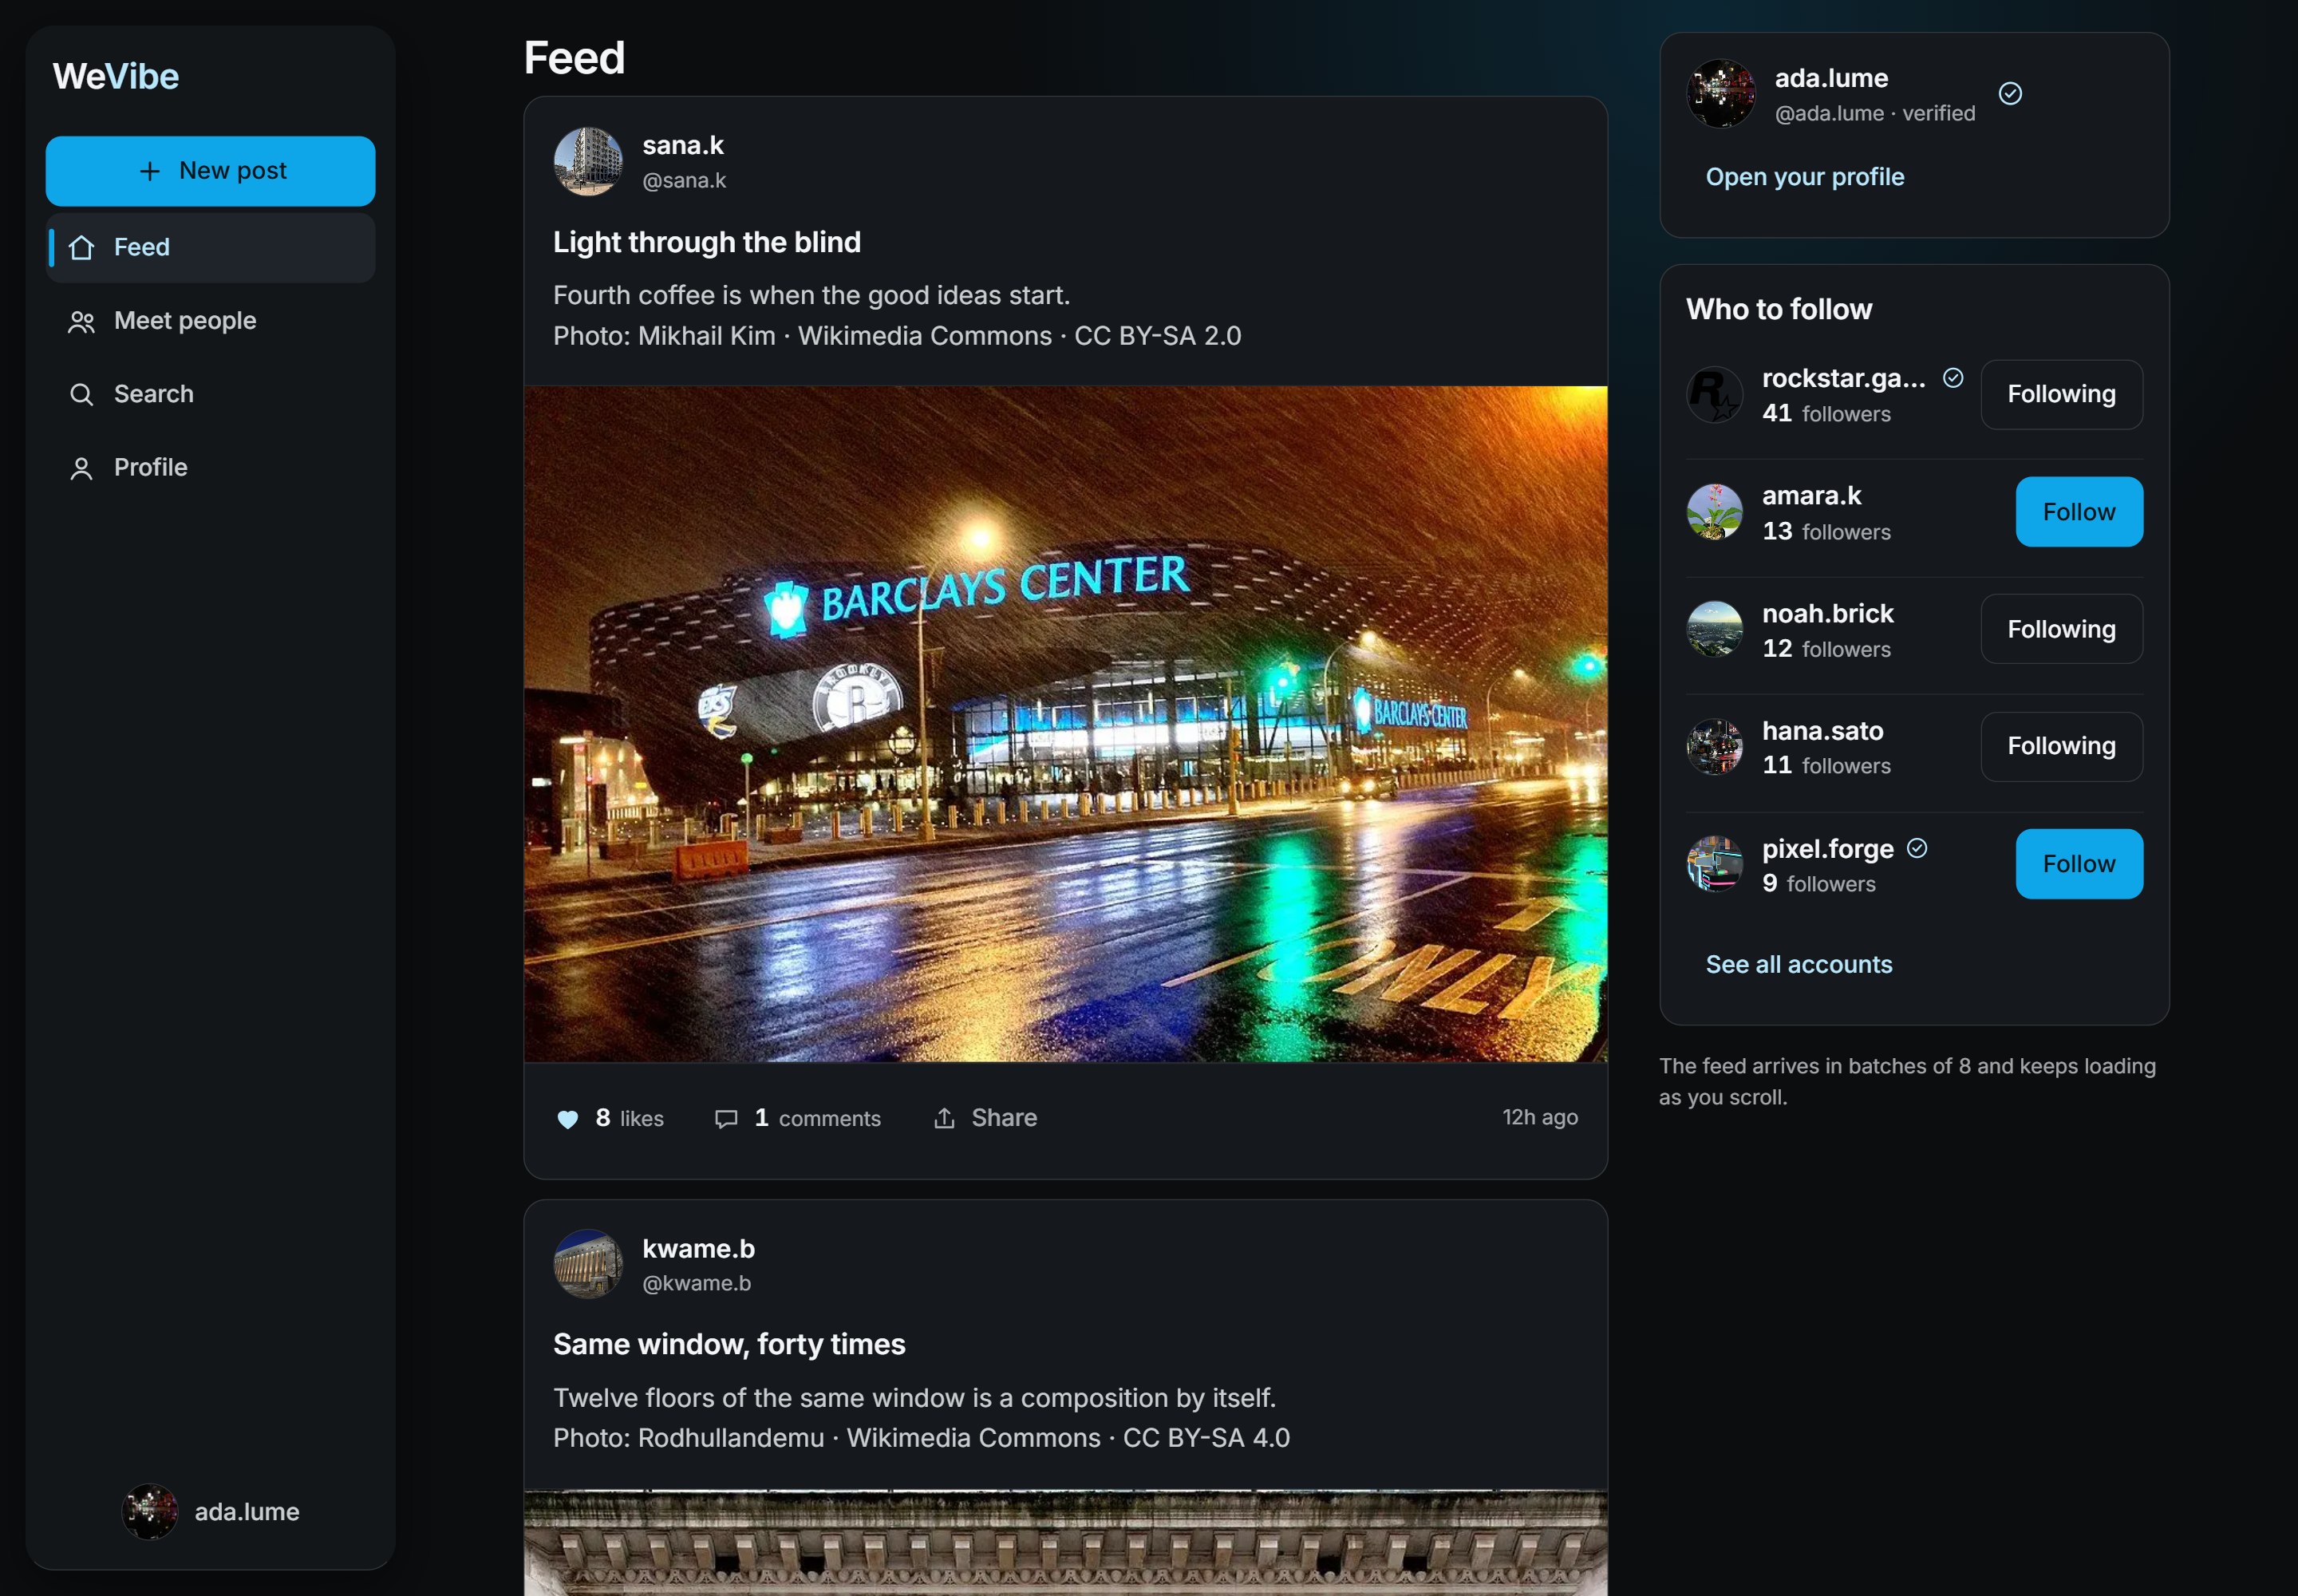 WeVibe
New post
Feed
Meet people
Search
Profile
ada.lume
Feed
sana.k
@sana.k
Light through the blind
Fourth coffee is when the good ideas start.
Photo: Mikhail Kim · Wikimedia Commons · CC BY-SA 2.0
BARCLAYS CENTER
BROOKLYN
B
BARCLAYS CENTER
ONLY
8 likes
1 comments
Share
12h ago
kwame.b
@kwame.b
Same window, forty times
Twelve floors of the same window is a composition by itself.
Photo: Rodhullandemu · Wikimedia Commons · CC BY-SA 4.0
ada.lume
@ada.lume · verified
Open your profile
Who to follow
rockstar.ga...
41 followers
Following
amara.k
13 followers
Follow
noah.brick
12 followers
Following
hana.sato
11 followers
Following
pixel.forge
9 followers
Follow
See all accounts
The feed arrives in batches of 8 and keeps loading
as you scroll.